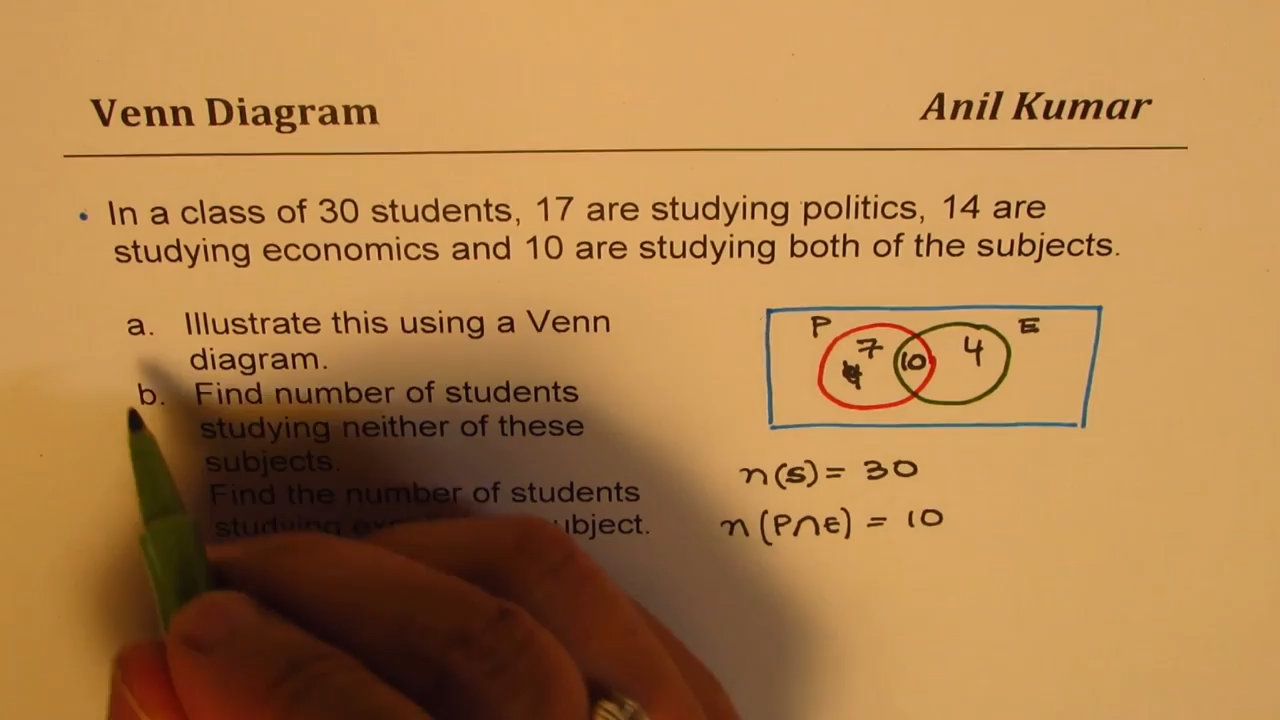 Venn Diagram
Anil Kumar
• In a class of 30 students, 17 are studying politics, 14 are
studying economics and 10 are studying both of the subjects.
a. Illustrate this using a Venn
diagram.
b. Find number of students
studying neither of these
subjects.
Find the number of students
studying ubject.
P 7 10 4 E
n(S) = 30
n(P∩E) = 10